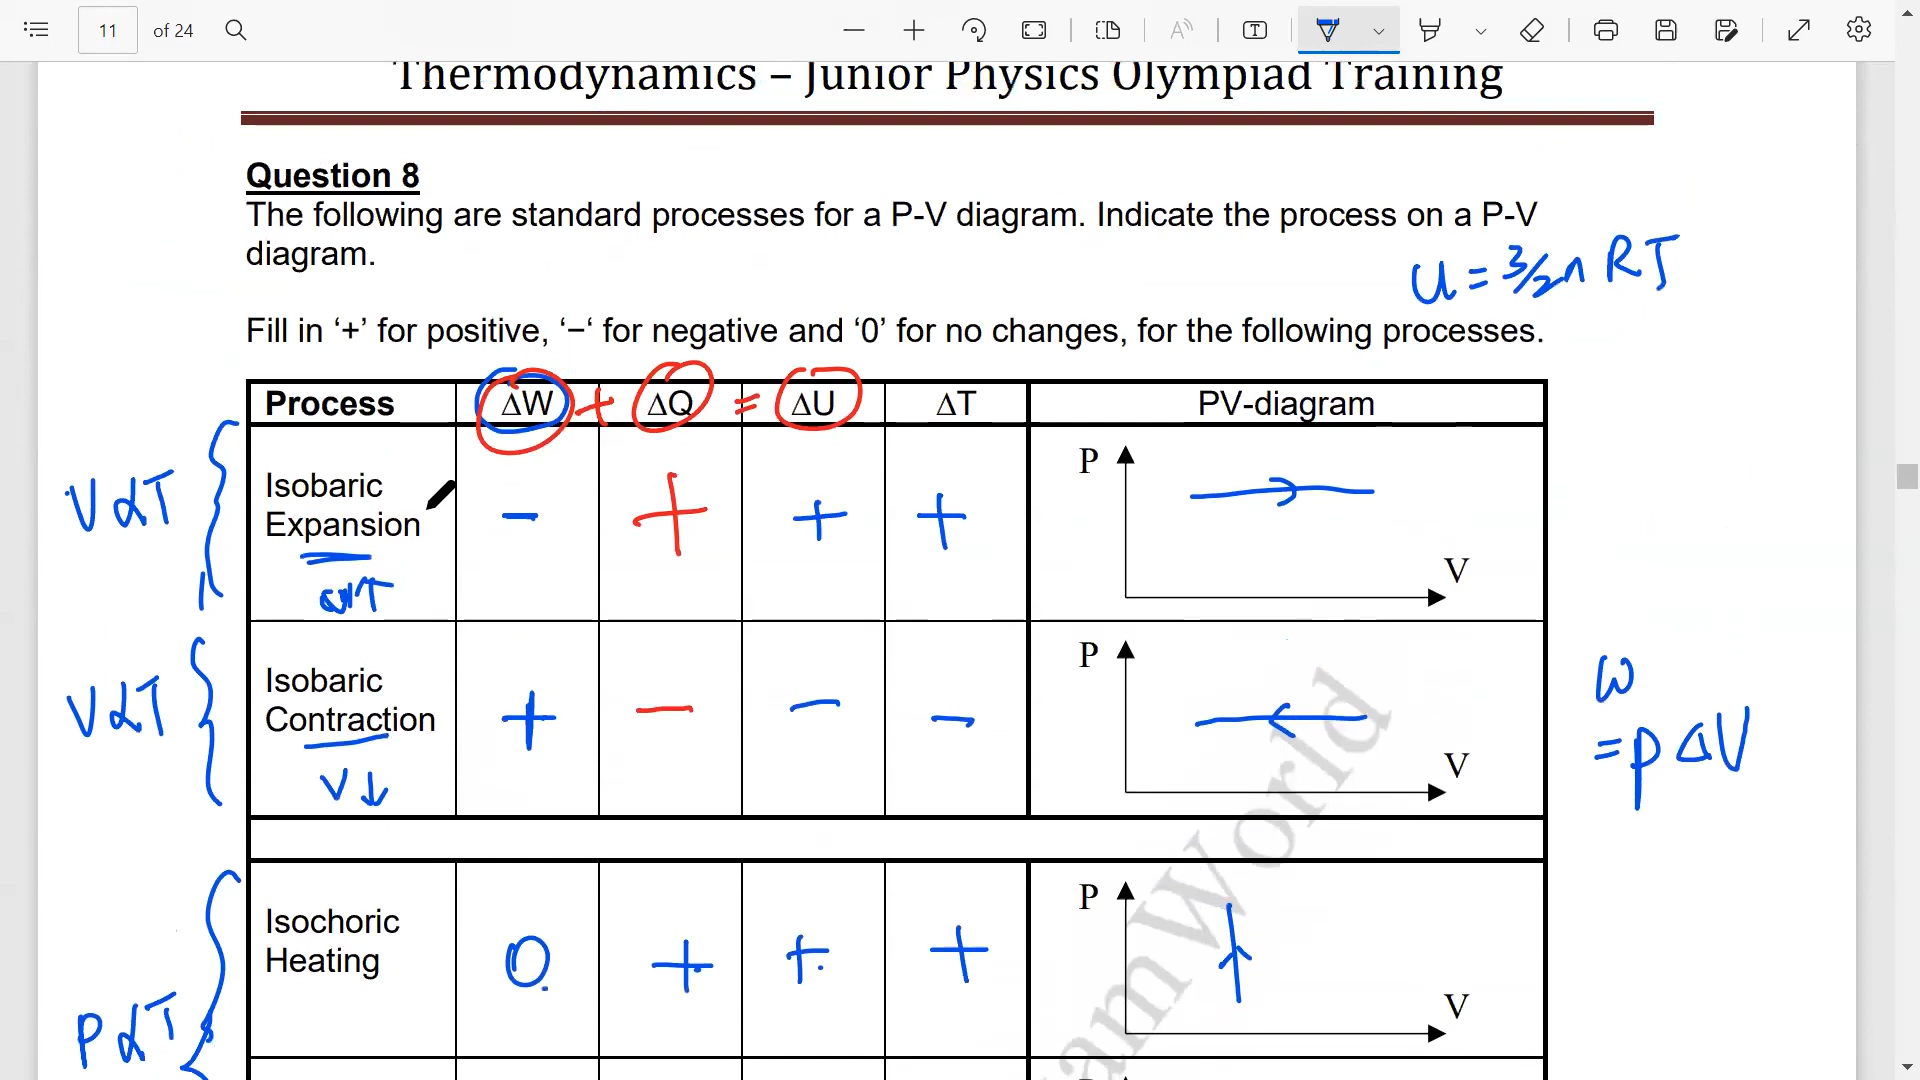 11 of 24
Thermodynamics – Junior Physics Olympiad Training
Question 8
The following are standard processes for a P-V diagram. Indicate the process on a P-V
diagram.
U = 3/2 n R T
Fill in ‘+’ for positive, ‘−‘ for negative and ‘0’ for no changes, for the following processes.
Process ΔW + ΔQ = ΔU ΔT PV-diagram
V α T
Isobaric
Expansion
− + + +
P
V
V α T
Isobaric
Contraction
V ↓
+ − − −
P
V
W
= p Δ V
P α T
Isochoric
Heating
0 + + +
P
V
amWorld